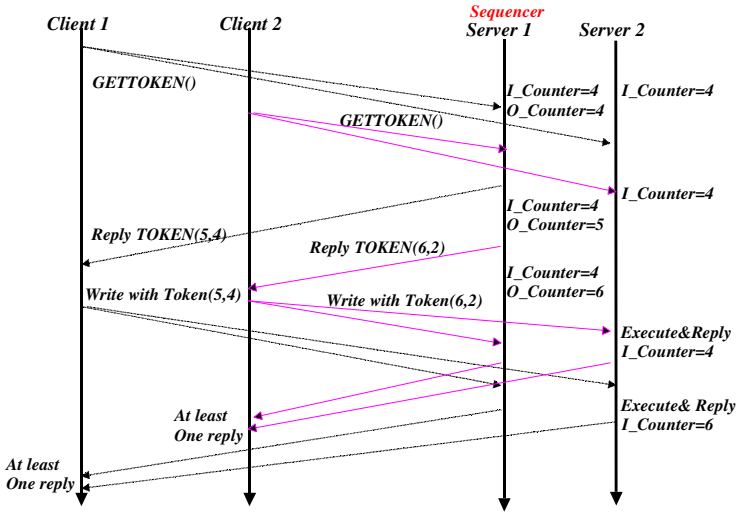 Sequencer
Client 1
Client 2
Server 1
Server 2
GETTOKEN()
I_Counter=4
O_Counter=4
I_Counter=4
GETTOKEN()
I_Counter=4
I_Counter=4
O_Counter=5
Reply TOKEN(5,4)
Reply TOKEN(6,2)
I_Counter=4
O_Counter=6
Write with Token(5,4)
Write with Token(6,2)
Execute&Reply
I_Counter=4
Execute& Reply
I_Counter=6
At least
One reply
At least
One reply